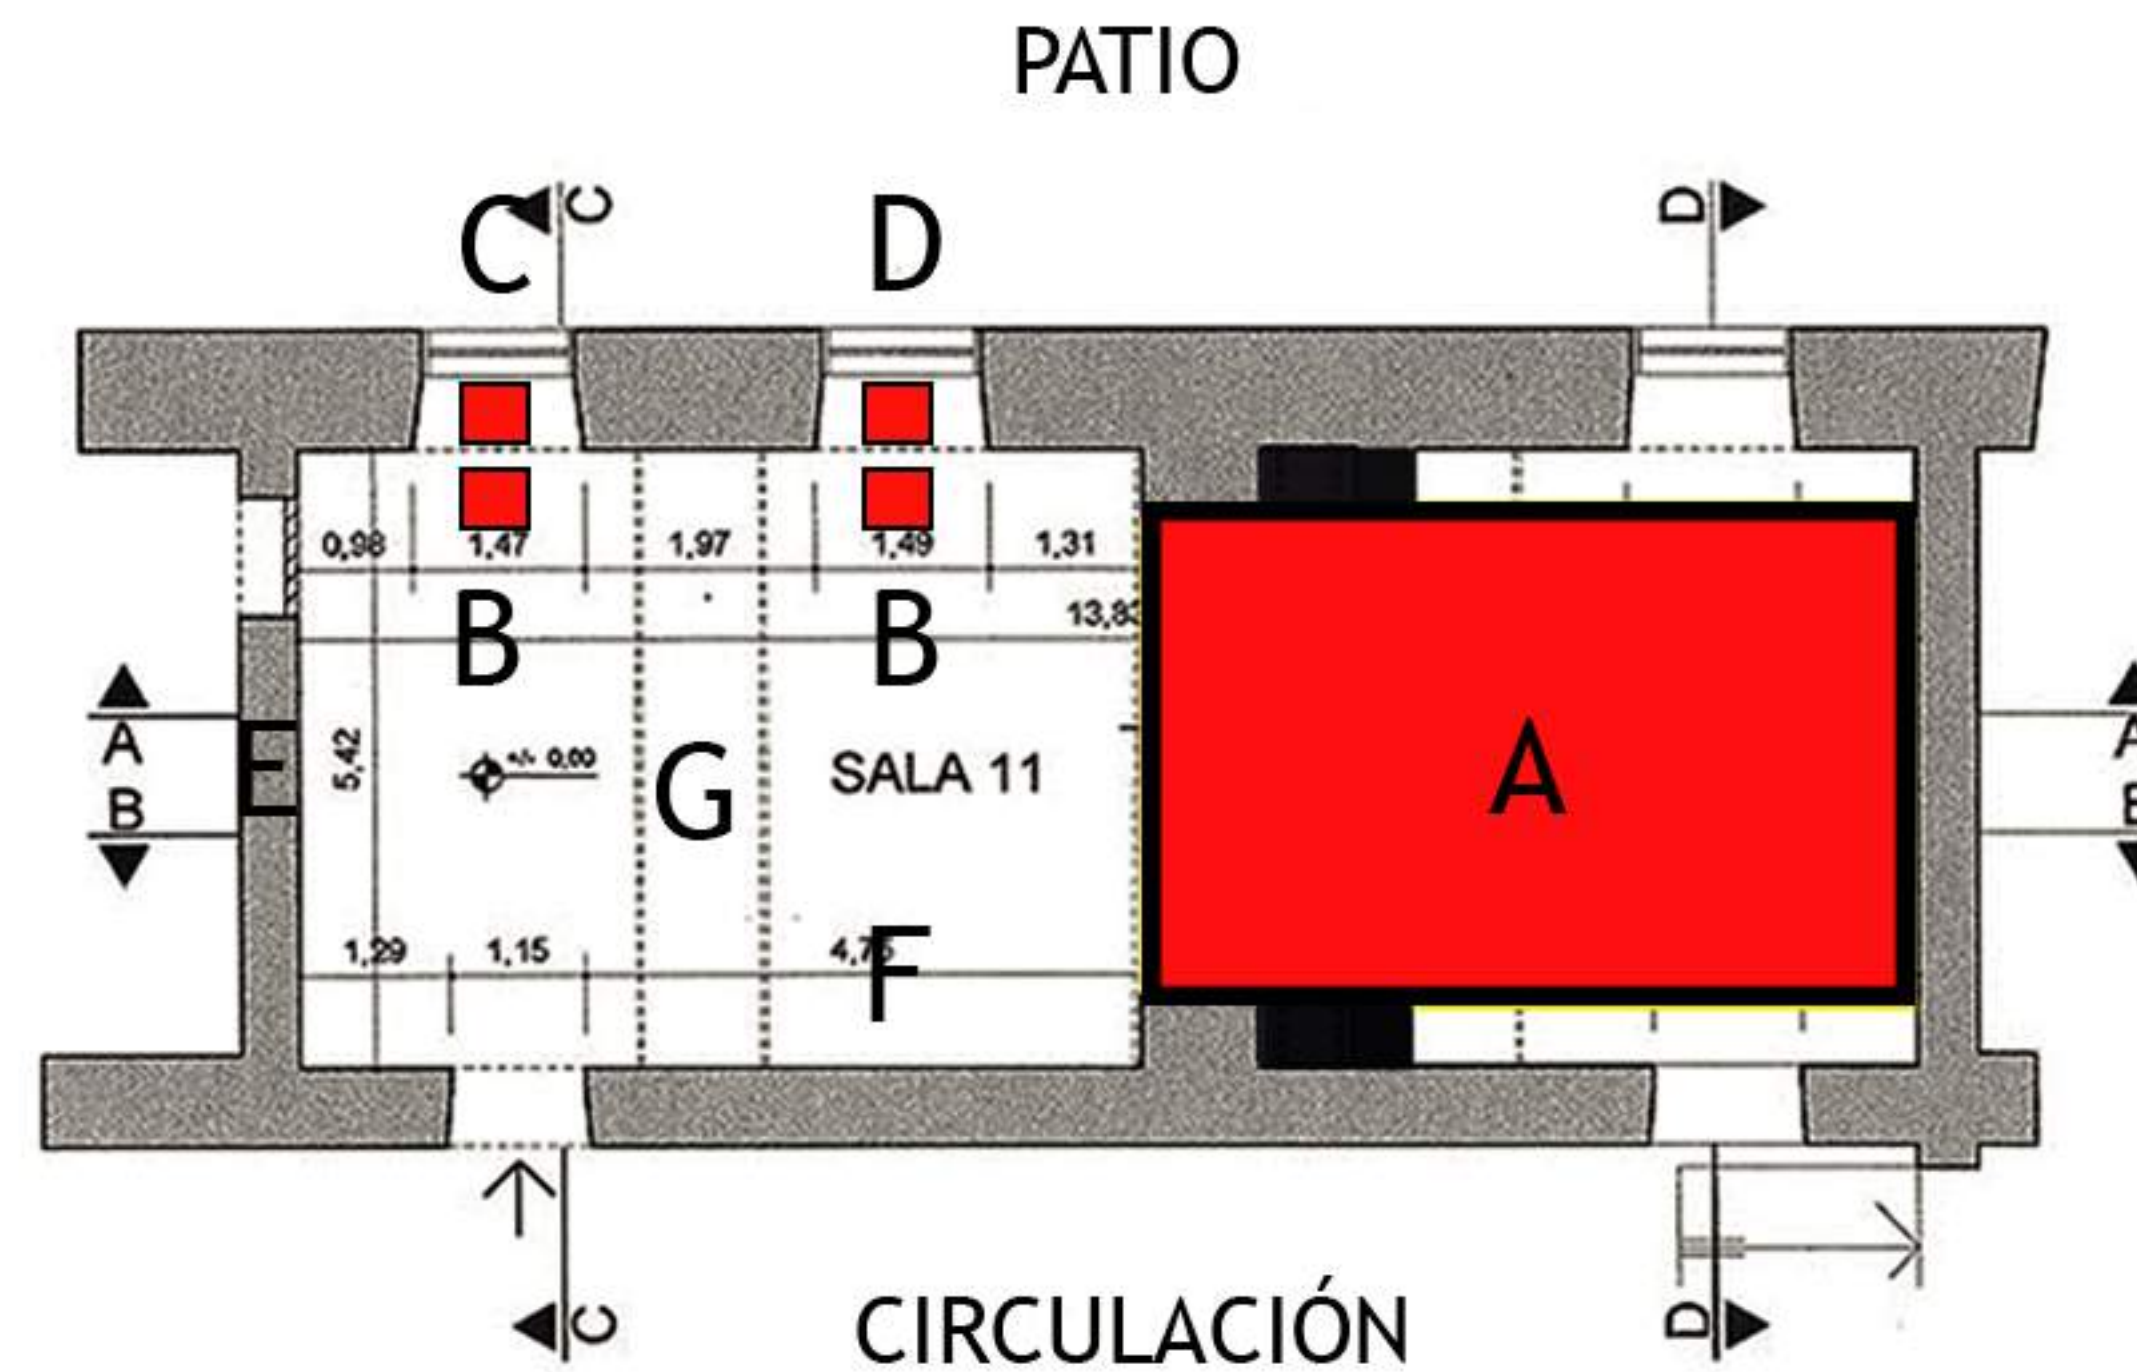 PATIO
C C D D
0,98 1,47 1,97 1,49 1,31
B B
13,83
A E 5,42 +/- 0.00 G SALA 11 A A
B
1,29 1,15 4,75
F
C CIRCULACIÓN D